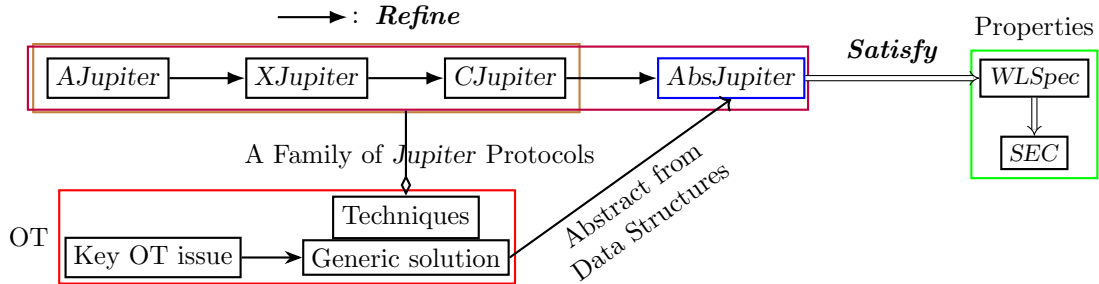 : Refine
Properties
Satisfy
AJupiter
XJupiter
CJupiter
AbsJupiter
WLSpec
SEC
A Family of Jupiter Protocols
Abstract from
Data Structures
OT
Techniques
Key OT issue
Generic solution